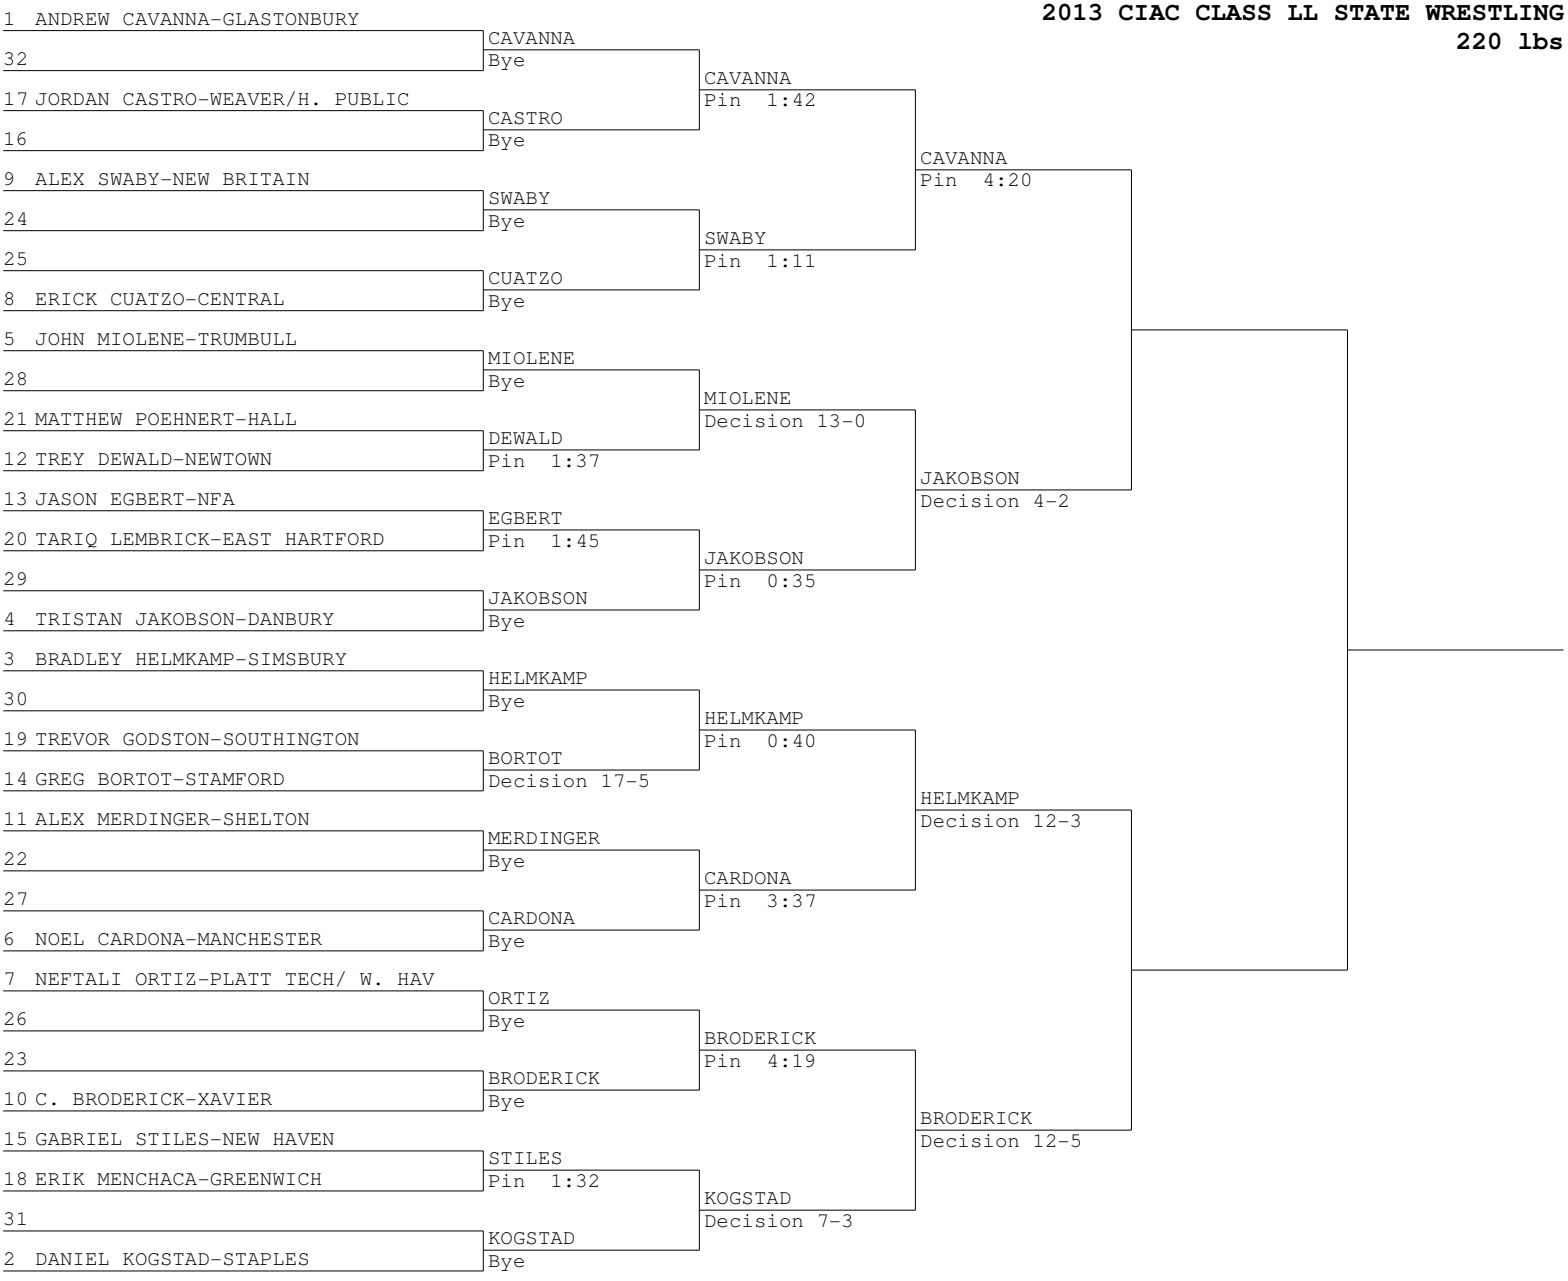 2013 CIAC CLASS LL STATE WRESTLING
220 lbs
1 ANDREW CAVANNA-GLASTONBURY
32
17 JORDAN CASTRO-WEAVER/H. PUBLIC
16
9 ALEX SWABY-NEW BRITAIN
24
25
8 ERICK CUATZO-CENTRAL
5 JOHN MIOLENE-TRUMBULL
28
21 MATTHEW POEHNERT-HALL
12 TREY DEWALD-NEWTOWN
13 JASON EGBERT-NFA
20 TARIQ LEMBRICK-EAST HARTFORD
29
4 TRISTAN JAKOBSON-DANBURY
3 BRADLEY HELMKAMP-SIMSBURY
30
19 TREVOR GODSTON-SOUTHINGTON
14 GREG BORTOT-STAMFORD
11 ALEX MERDINGER-SHELTON
22
27
6 NOEL CARDONA-MANCHESTER
7 NEFTALI ORTIZ-PLATT TECH/ W. HAV
26
23
10 C. BRODERICK-XAVIER
15 GABRIEL STILES-NEW HAVEN
18 ERIK MENCHACA-GREENWICH
31
2 DANIEL KOGSTAD-STAPLES
CAVANNA
Bye
CASTRO
Bye
SWABY
Bye
CUATZO
Bye
MIOLENE
Bye
DEWALD
Pin 1:37
EGBERT
Pin 1:45
JAKOBSON
Bye
HELMKAMP
Bye
BORTOT
Decision 17-5
MERDINGER
Bye
CARDONA
Bye
ORTIZ
Bye
BRODERICK
Bye
STILES
Pin 1:32
KOGSTAD
Bye
CAVANNA
Pin 1:42
SWABY
Pin 1:11
MIOLENE
Decision 13-0
JAKOBSON
Pin 0:35
HELMKAMP
Pin 0:40
CARDONA
Pin 3:37
BRODERICK
Pin 4:19
KOGSTAD
Decision 7-3
CAVANNA
Pin 4:20
JAKOBSON
Decision 4-2
HELMKAMP
Decision 12-3
BRODERICK
Decision 12-5